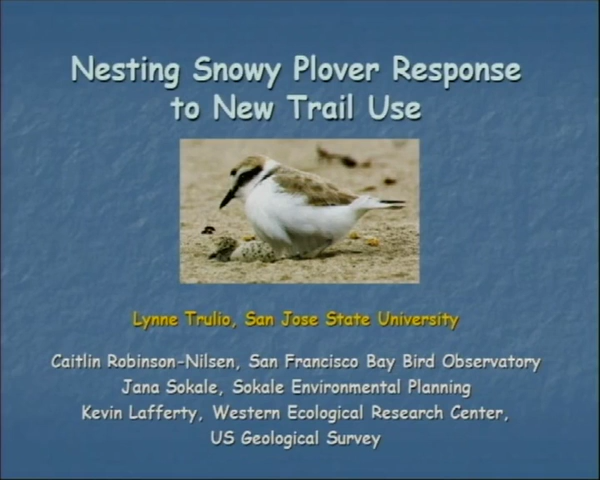 Nesting Snowy Plover Response
to New Trail Use
Lynne Trulio, San Jose State University
Caitlin Robinson-Nilsen, San Francisco Bay Bird Observatory
Jana Sokale, Sokale Environmental Planning
Kevin Lafferty, Western Ecological Research Center,
US Geological Survey